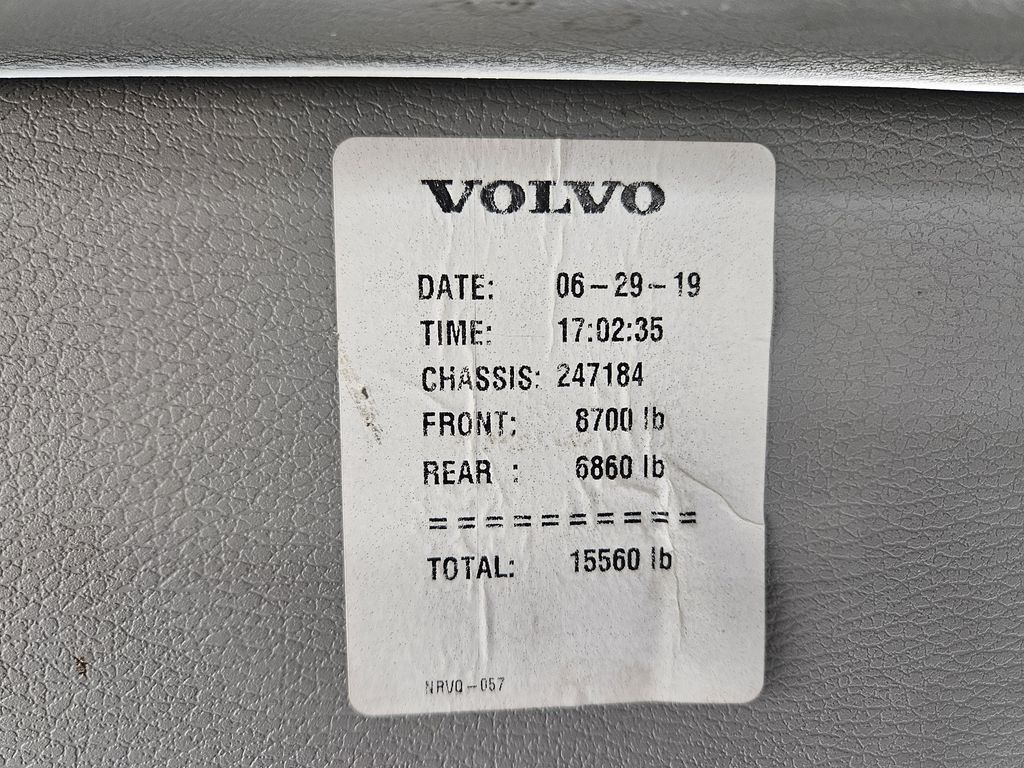 VOLVO
DATE: 06-29-19
TIME: 17:02:35
CHASSIS: 247184
FRONT: 8700 lb
REAR : 6860 lb
==========
TOTAL: 15560 lb
NRVQ-057